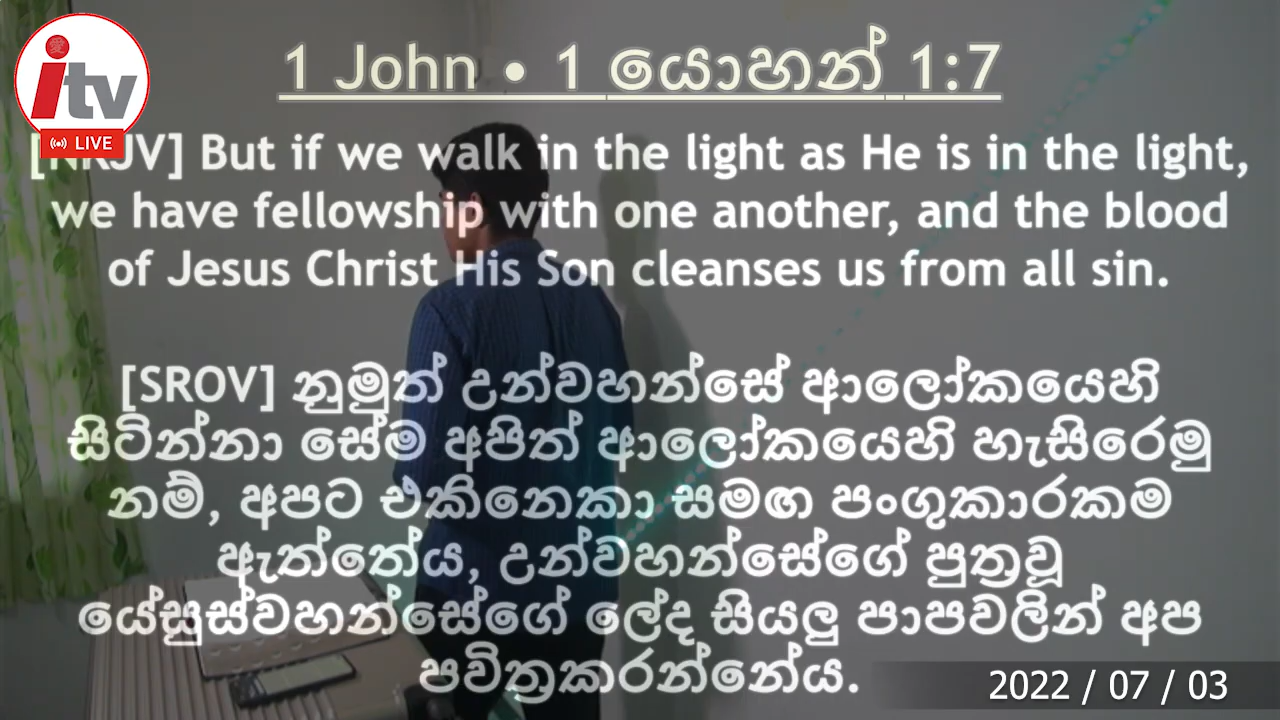 愛
itv
LIVE
1 John • 1 යොහන් 1:7
[NKJV] But if we walk in the light as He is in the light,
we have fellowship with one another, and the blood
of Jesus Christ His Son cleanses us from all sin.
[SROV] නුමුත් උන්වහන්සේ ආලෝකයෙහි
සිටින්නා සේම අපිත් ආලෝකයෙහි හැසිරෙමු
නම්, අපට එකිනෙකා සමඟ පංගුකාරකම
ඇත්තේය, උන්වහන්සේගේ පුත්‍රවූ
යේසුස්වහන්සේගේ ලේද සියලු පාපවලින් අප
පවිත්‍රකරන්නේය.
2022 / 07 / 03